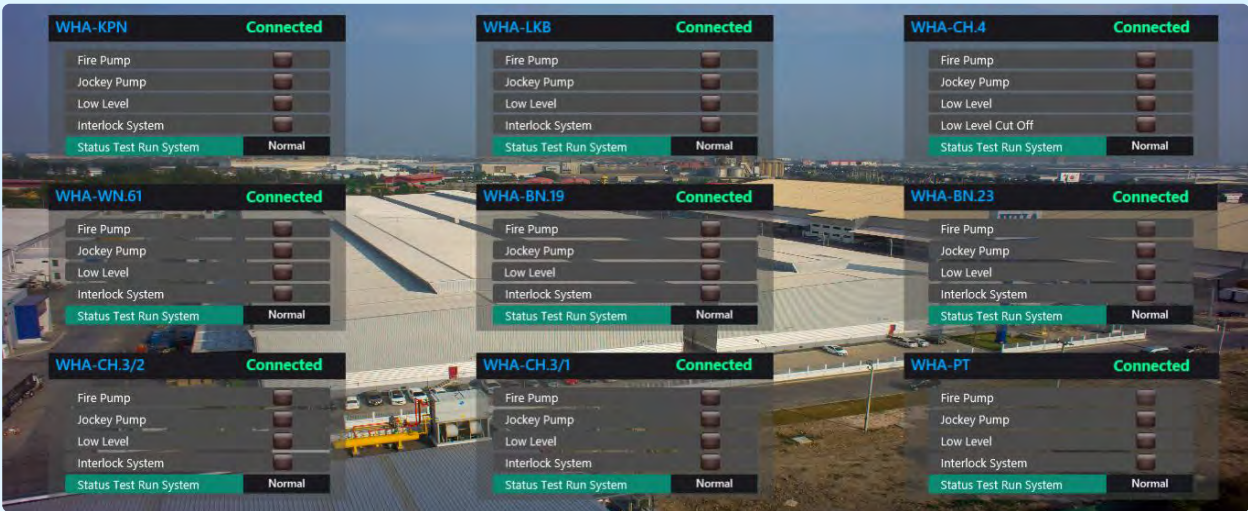 WHA-KPN Connected
Fire Pump
Jockey Pump
Low Level
Interlock System
Status Test Run System Normal
WHA-LKB Connected
Fire Pump
Jockey Pump
Low Level
Interlock System
Status Test Run System Normal
WHA-CH.4 Connected
Fire Pump
Jockey Pump
Low Level
Low Level Cut Off
Status Test Run System Normal
WHA-WN.61 Connected
Fire Pump
Jockey Pump
Low Level
Interlock System
Status Test Run System Normal
WHA-BN.19 Connected
Fire Pump
Jockey Pump
Low Level
Interlock System
Status Test Run System Normal
WHA-BN.23 Connected
Fire Pump
Jockey Pump
Low Level
Interlock System
Status Test Run System Normal
WHA-CH.3/2 Connected
Fire Pump
Jockey Pump
Low Level
Interlock System
Status Test Run System Normal
WHA-CH.3/1 Connected
Fire Pump
Jockey Pump
Low Level
Interlock System
Status Test Run System Normal
WHA-PT Connected
Fire Pump
Jockey Pump
Low Level
Interlock System
Status Test Run System Normal